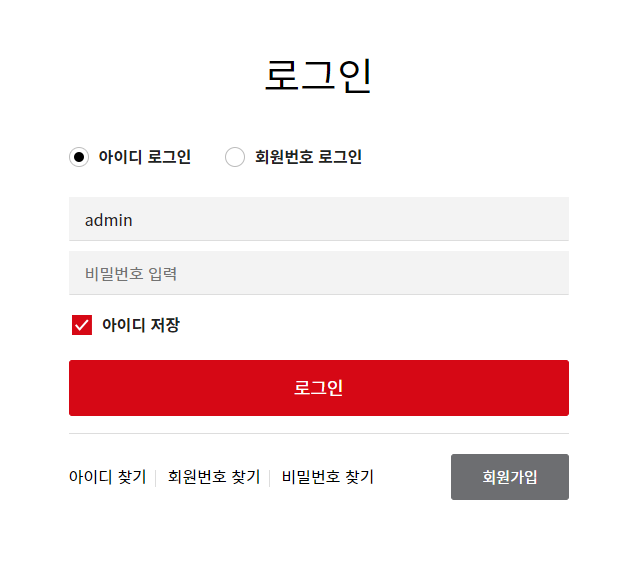 로그인
아이디 로그인 회원번호 로그인
admin
비밀번호 입력
아이디 저장
로그인
아이디 찾기 회원번호 찾기 비밀번호 찾기 회원가입